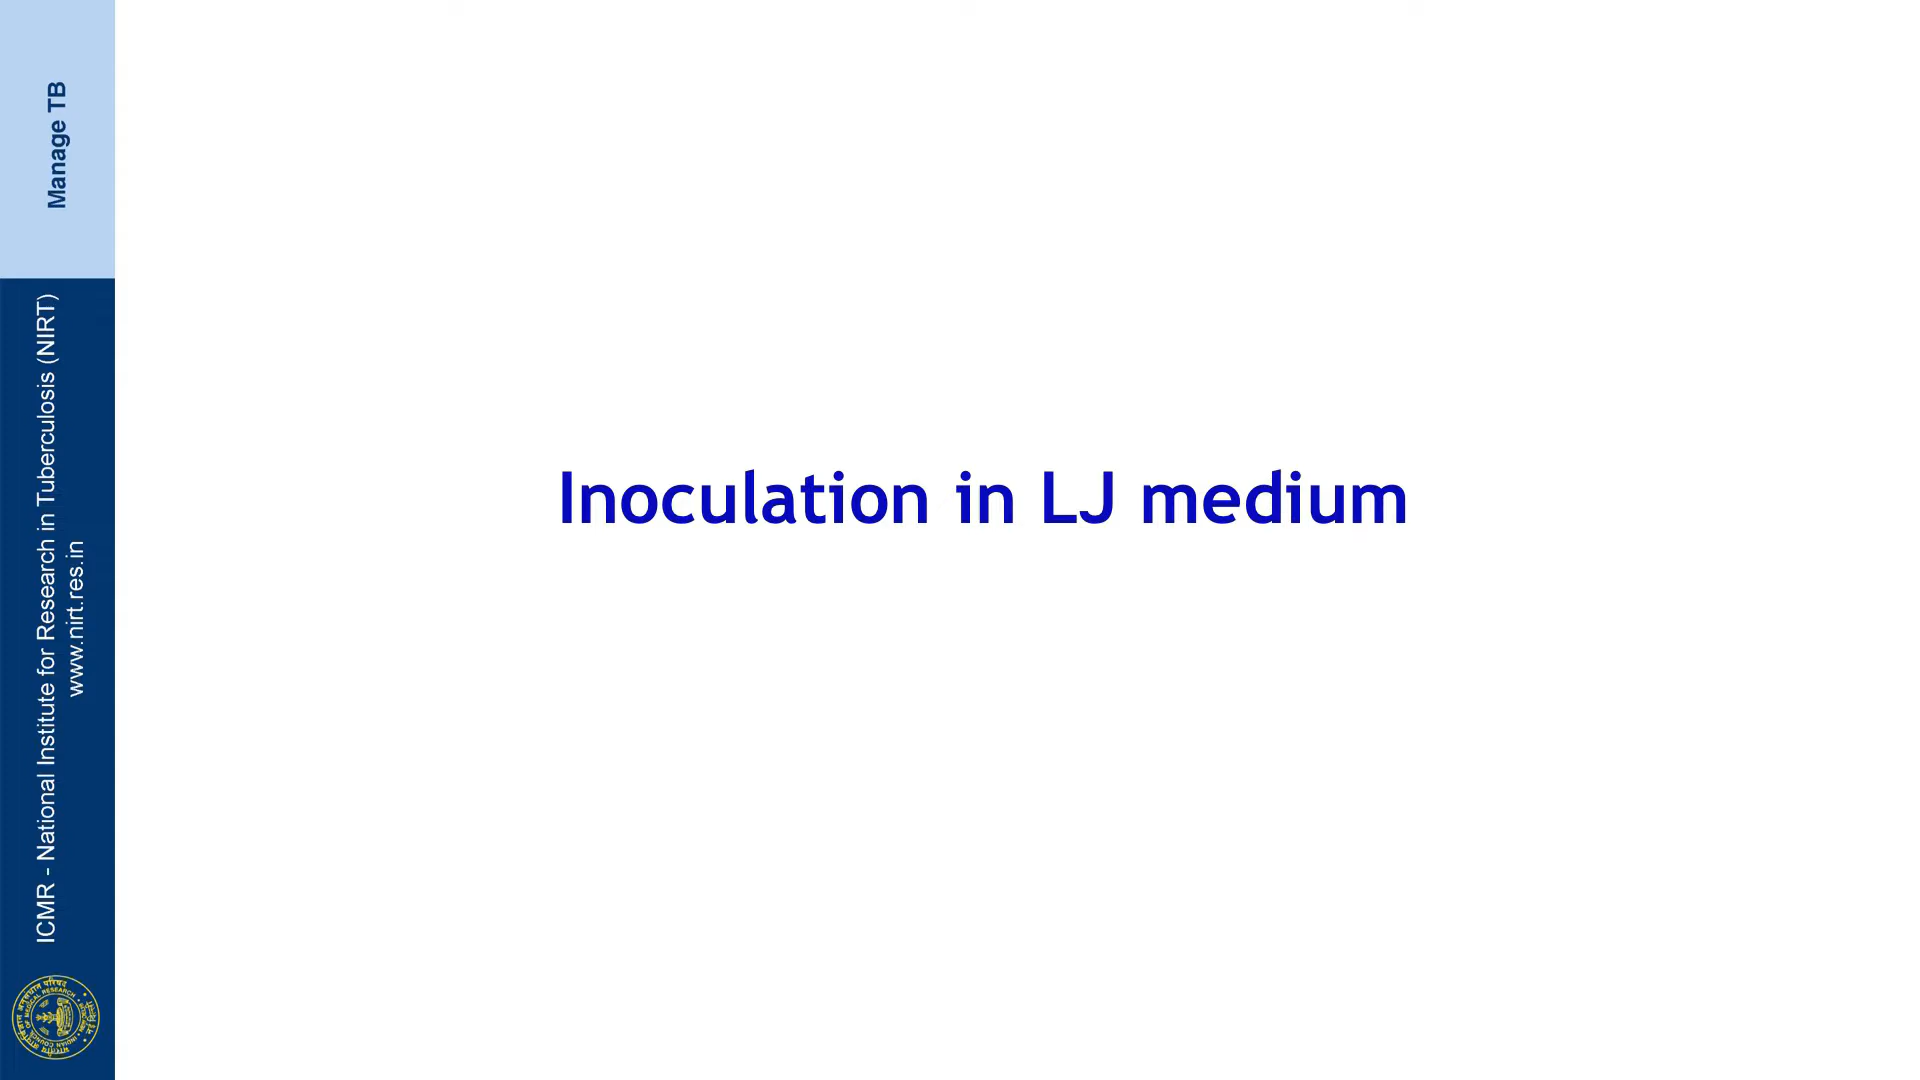 Manage TB
ICMR - National Institute for Research in Tuberculosis (NIRT)
www.nirt.res.in
Inoculation in LJ medium